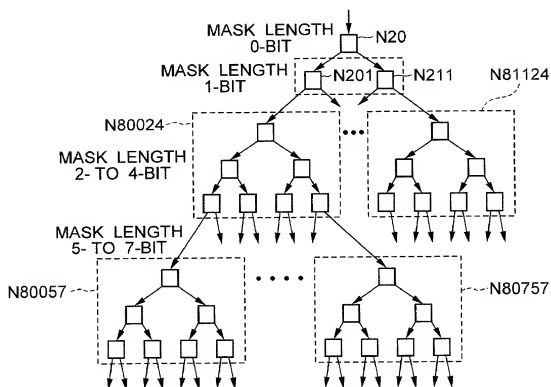 MASK LENGTH
0-BIT
N20
MASK LENGTH
1-BIT
N201
N211
N81124
N80024
MASK LENGTH
2- TO 4-BIT
MASK LENGTH
5- TO 7-BIT
N80057
N80757